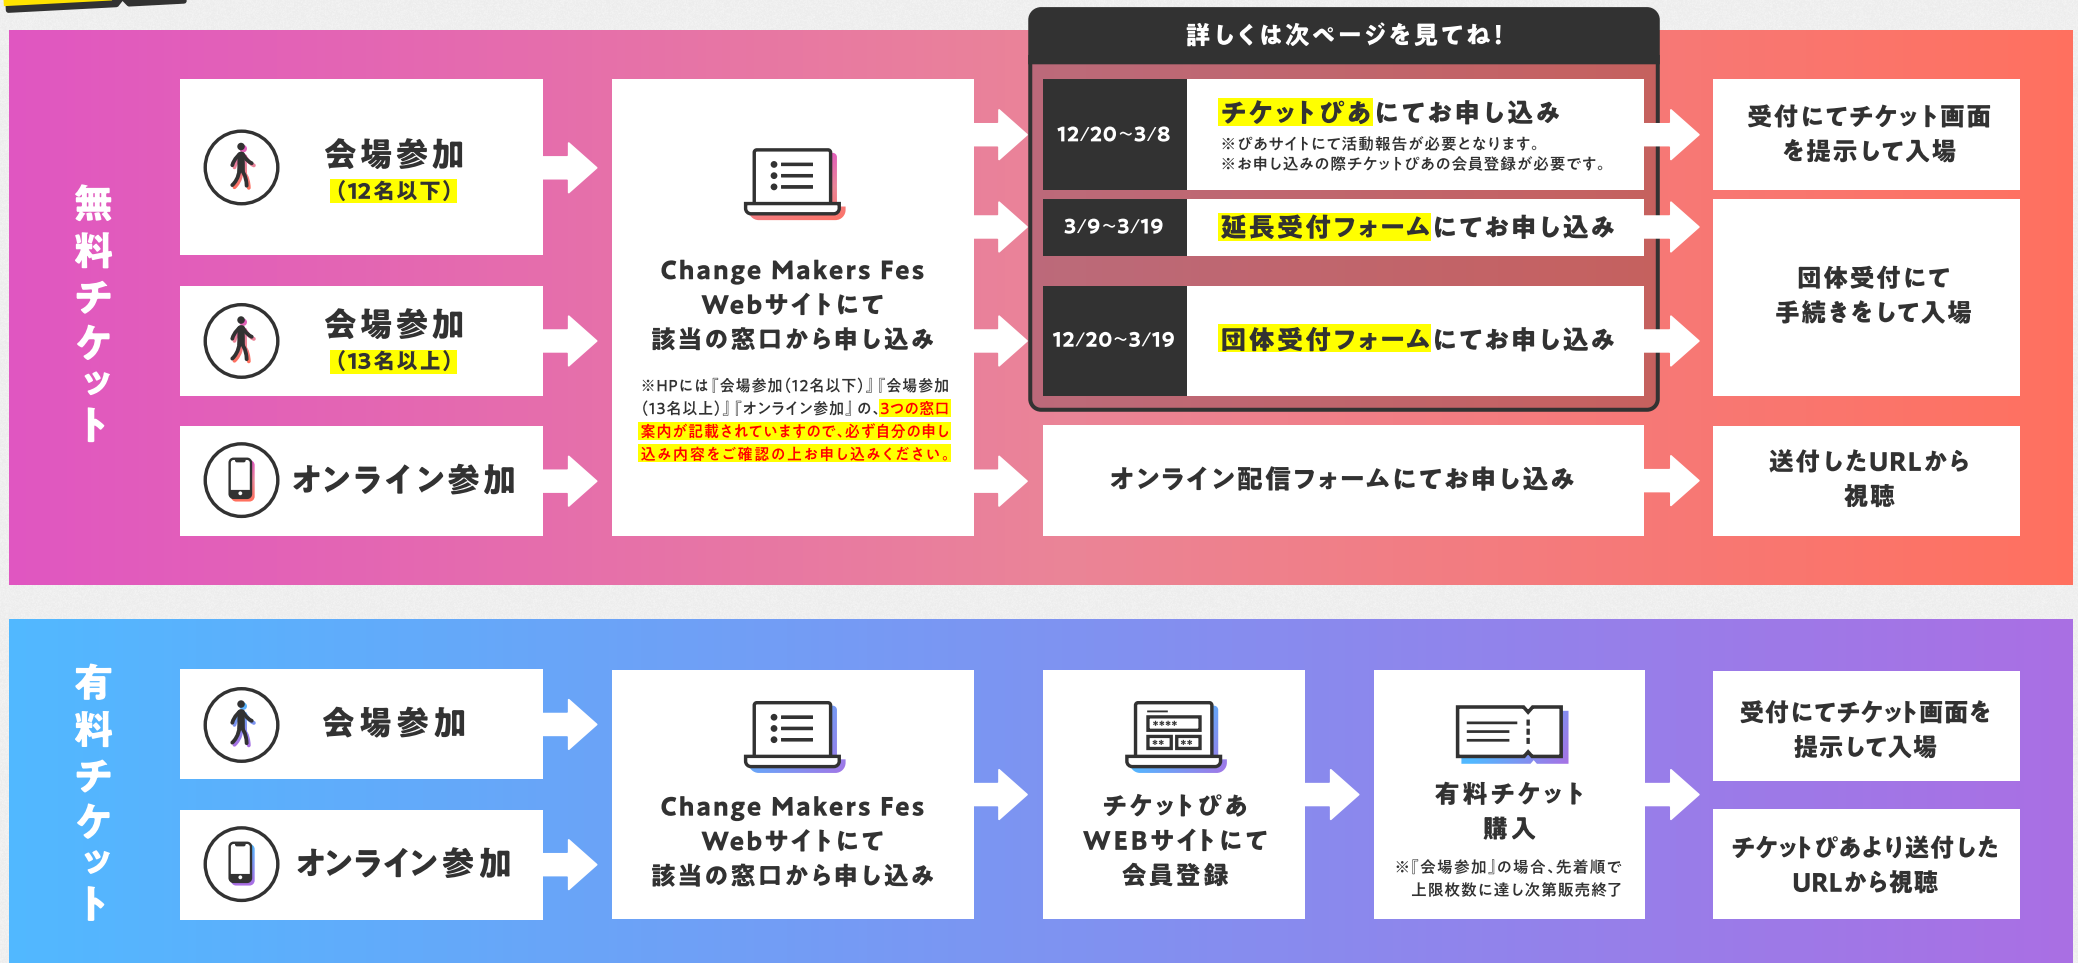 詳しくは次ページを見てね！
無料チケット
会場参加
（12名以下）
会場参加
（13名以上）
オンライン参加
Change Makers Fes
Webサイトにて
該当の窓口から申し込み
※HPには『会場参加（12名以下）』『会場参加
（13名以上）』『オンライン参加』の、3つの窓口
案内が記載されていますので、必ず自分の申し
込み内容をご確認の上お申し込みください。
12/20~3/8
チケットぴあにてお申し込み
※ぴあサイトにて活動報告が必要となります。
※お申し込みの際チケットぴあの会員登録が必要です。
3/9~3/19
延長受付フォームにてお申し込み
12/20~3/19
団体受付フォームにてお申し込み
オンライン配信フォームにてお申し込み
受付にてチケット画面
を提示して入場
団体受付にて
手続きをして入場
送付したURLから
視聴
有料チケット
会場参加
オンライン参加
Change Makers Fes
Webサイトにて
該当の窓口から申し込み
****
** **
チケットぴあ
WEBサイトにて
会員登録
有料チケット
購入
※『会場参加』の場合、先着順で
上限枚数に達し次第販売終了
受付にてチケット画面を
提示して入場
チケットぴあより送付した
URLから視聴